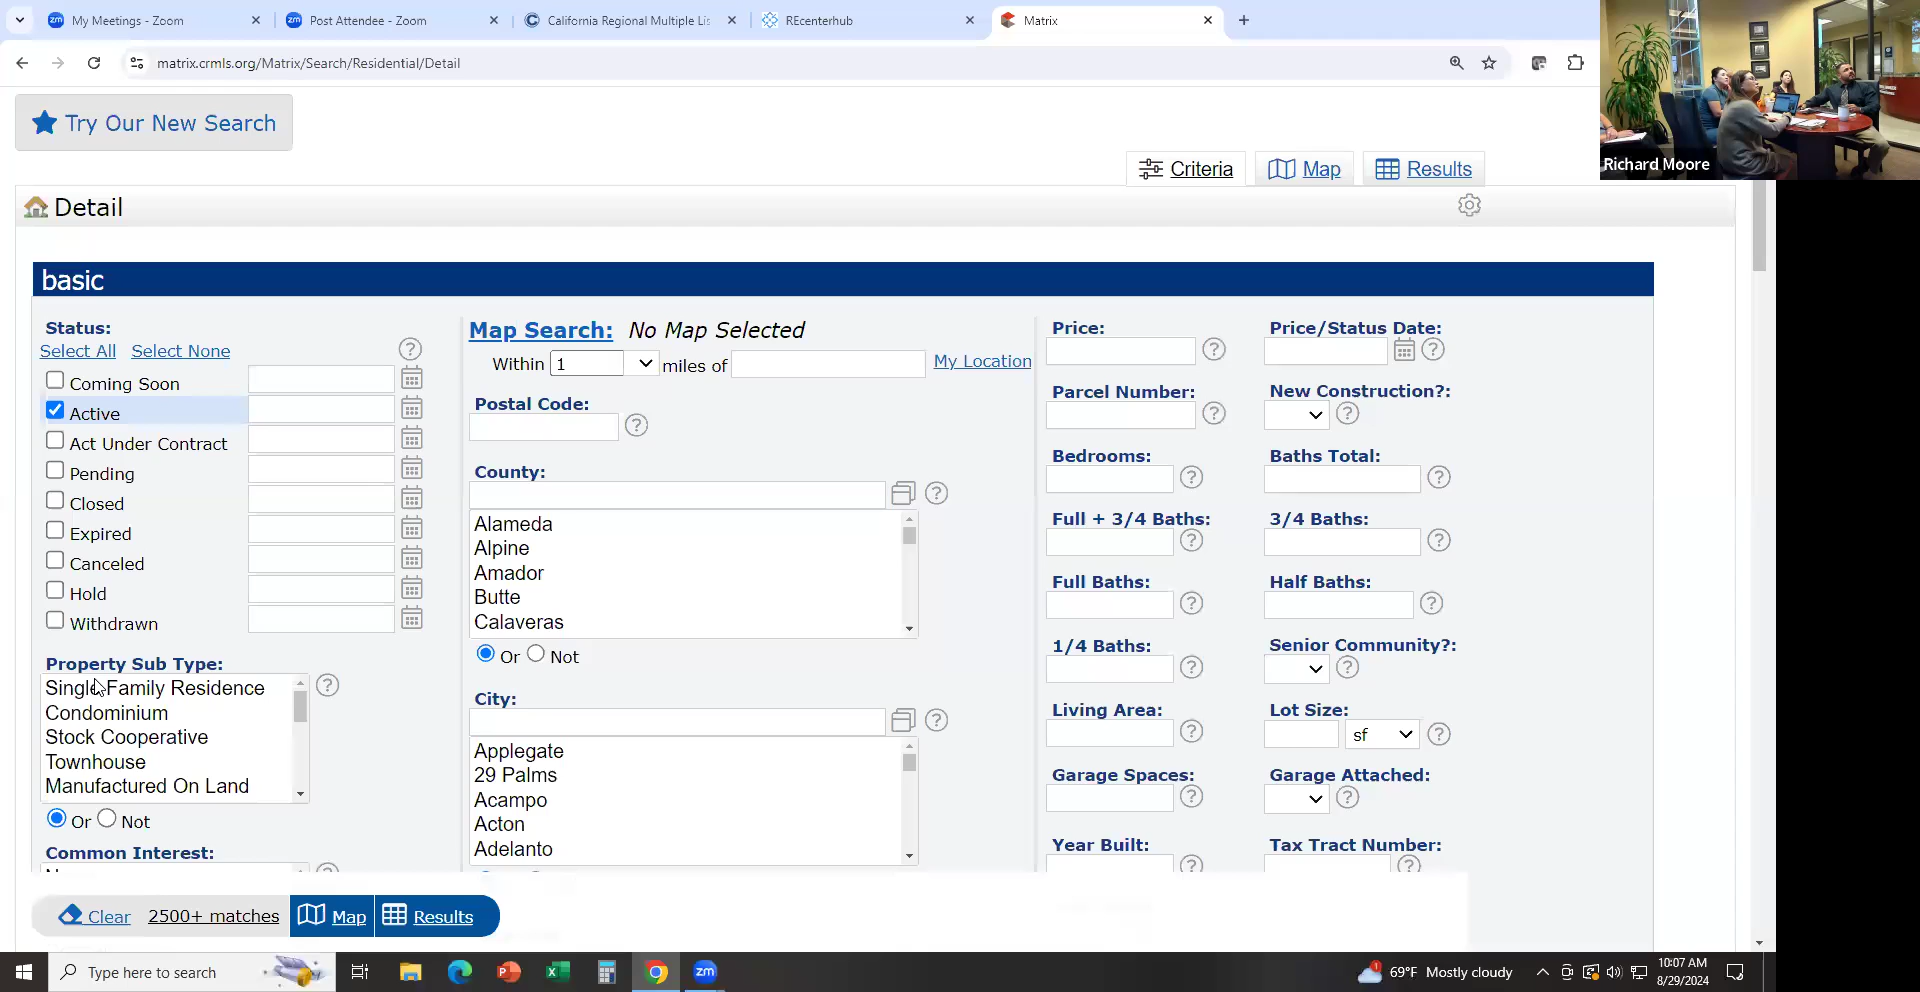 My Meetings - Zoom
Post Attendee - Zoom
California Regional Multiple Lis
REcenterhub
Matrix
matrix.crmls.org/Matrix/Search/Residential/Detail
Richard Moore
Try Our New Search
Criteria
Map
Results
Detail
basic
Status:
Select All Select None
Coming Soon
Active
Act Under Contract
Pending
Closed
Expired
Canceled
Hold
Withdrawn
Property Sub Type:
Single Family Residence
Condominium
Stock Cooperative
Townhouse
Manufactured On Land
Or Not
Common Interest:
Map Search: No Map Selected
Within 1 miles of My Location
Postal Code:
County:
Alameda
Alpine
Amador
Butte
Calaveras
Or Not
City:
Applegate
29 Palms
Acampo
Acton
Adelanto
Price: Price/Status Date:
Parcel Number: New Construction?:
Bedrooms: Baths Total:
Full + 3/4 Baths: 3/4 Baths:
Full Baths: Half Baths:
1/4 Baths: Senior Community?:
Living Area: Lot Size:
sf
Garage Spaces: Garage Attached:
Year Built: Tax Tract Number:
Clear 2500+ matches Map Results
Type here to search
69°F Mostly cloudy
10:07 AM
8/29/2024